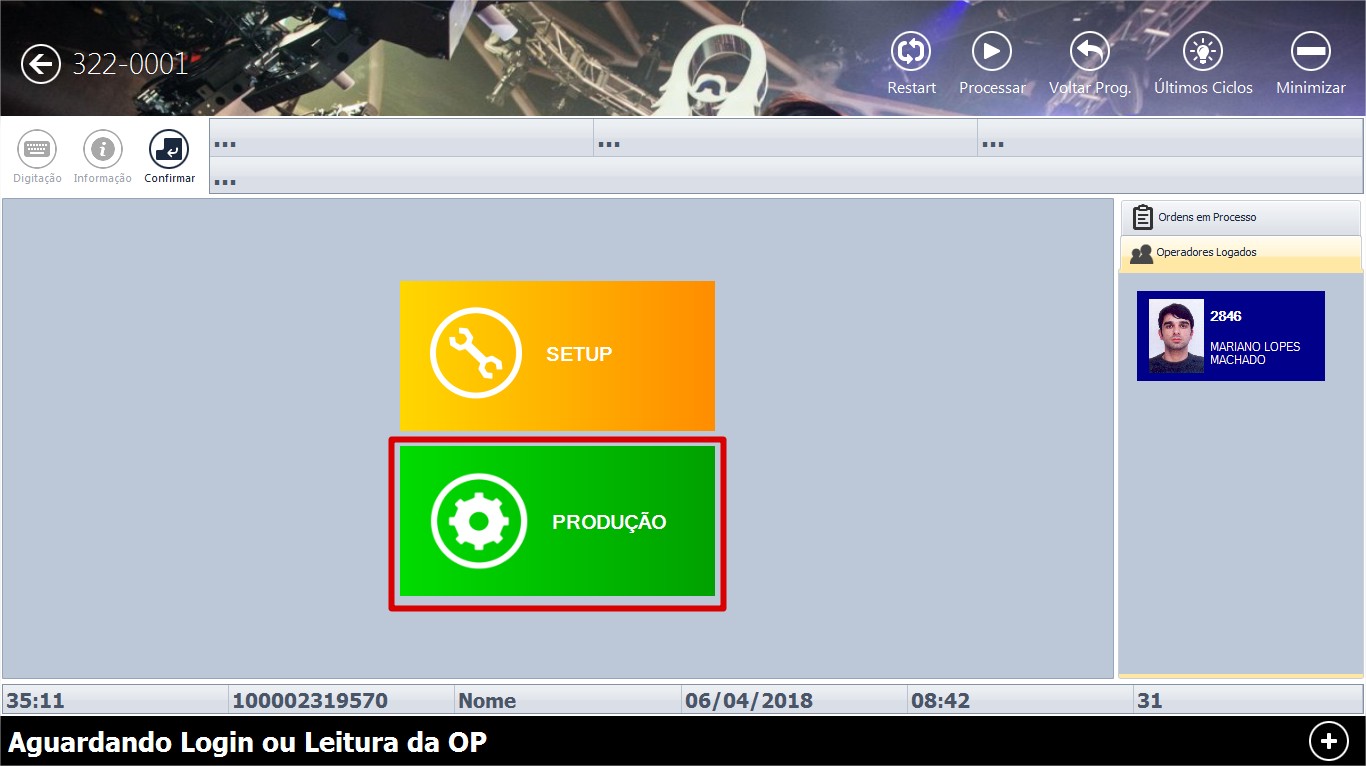 322-0001
Restart
Processar
Voltar Prog.
Últimos Ciclos
Minimizar
Digitação
Informação
Confirmar
...
...
...
...
Ordens em Processo
Operadores Logados
2846
MARIANO LOPES
MACHADO
SETUP
PRODUÇÃO
35:11
100002319570
Nome
06/04/2018
08:42
31
Aguardando Login ou Leitura da OP